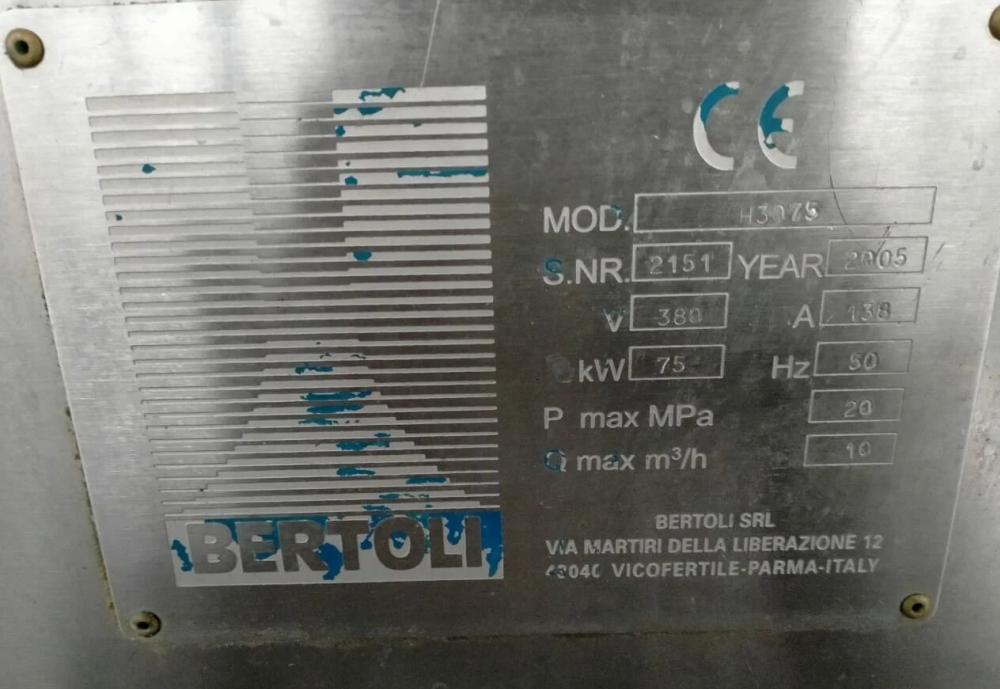 CE
MOD. H3075
S.NR. 2151 YEAR 2005
V 380 A 138
kW 75 Hz 50
P max MPa 20
Q max m³/h 10
BERTOLI
BERTOLI SRL
VIA MARTIRI DELLA LIBERAZIONE 12
VICOFERTILE-PARMA-ITALY